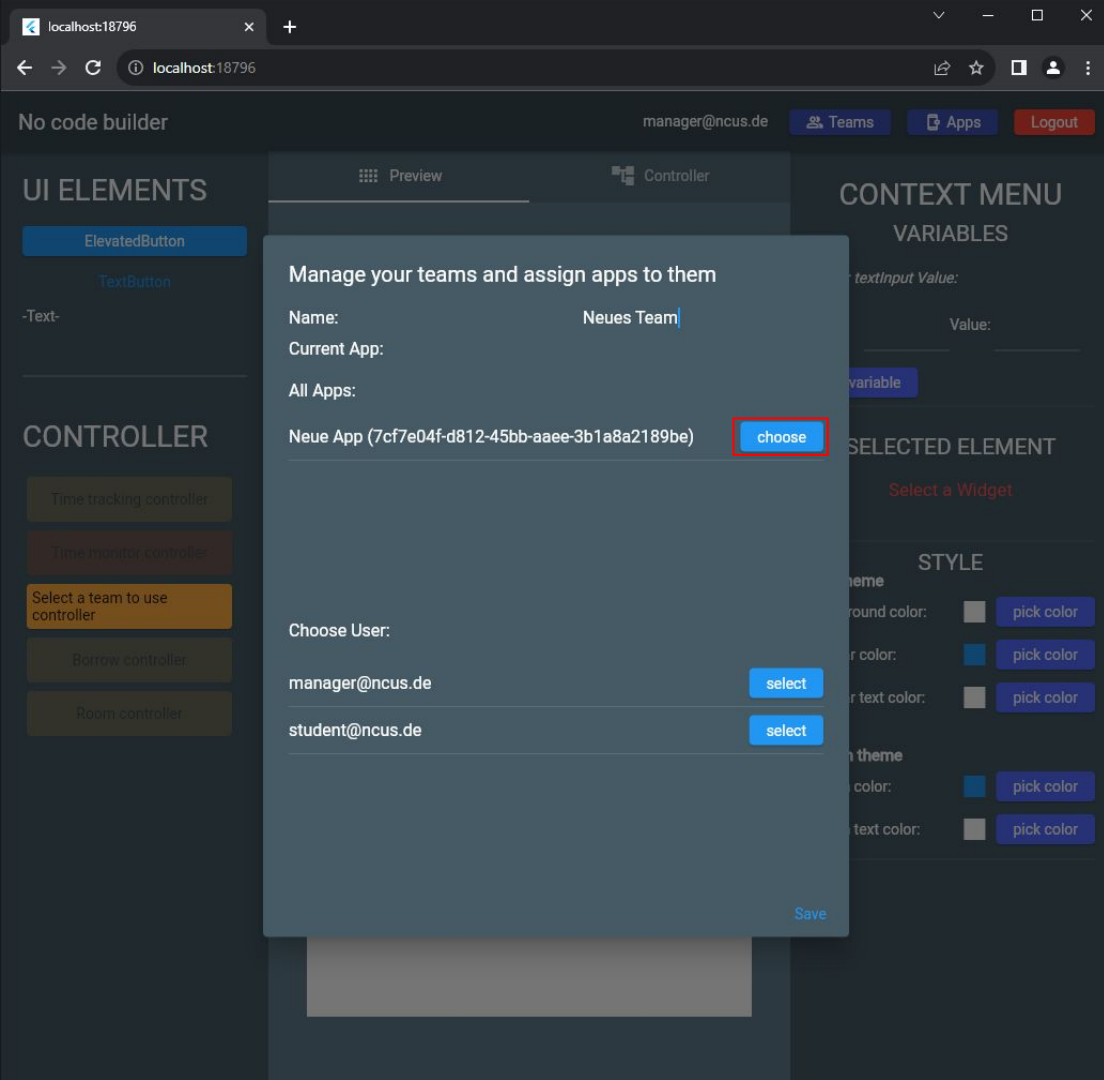 localhost:18796
localhost:18796
No code builder
manager@ncus.de
Teams
Apps
Logout
UI ELEMENTS
ElevatedButton
TextButton
-Text-
CONTROLLER
Time tracking controller
Time monitor controller
Select a team to use
controller
Borrow controller
Room controller
Preview
Controller
Manage your teams and assign apps to them
Name:
Neues Team
Current App:
All Apps:
Neue App (7cf7e04f-d812-45bb-aaee-3b1a8a2189be)
choose
Choose User:
manager@ncus.de
select
student@ncus.de
select
Save
CONTEXT MENU
VARIABLES
textInput Value:
Value:
variable
SELECTED ELEMENT
Select a Widget
STYLE
heme
round color:
pick color
r color:
pick color
r text color:
pick color
n theme
color:
pick color
text color:
pick color